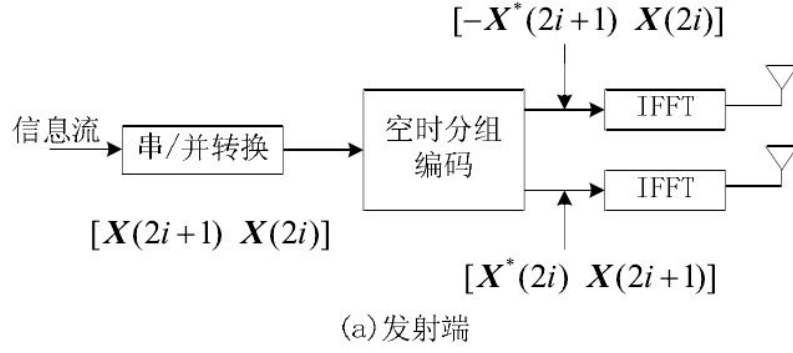 [-X*(2i+1) X(2i)]
IFFT
信息流
串/并转换
空时分组
编码
IFFT
[X(2i+1) X(2i)]
[X*(2i) X(2i+1)]
(a)发射端